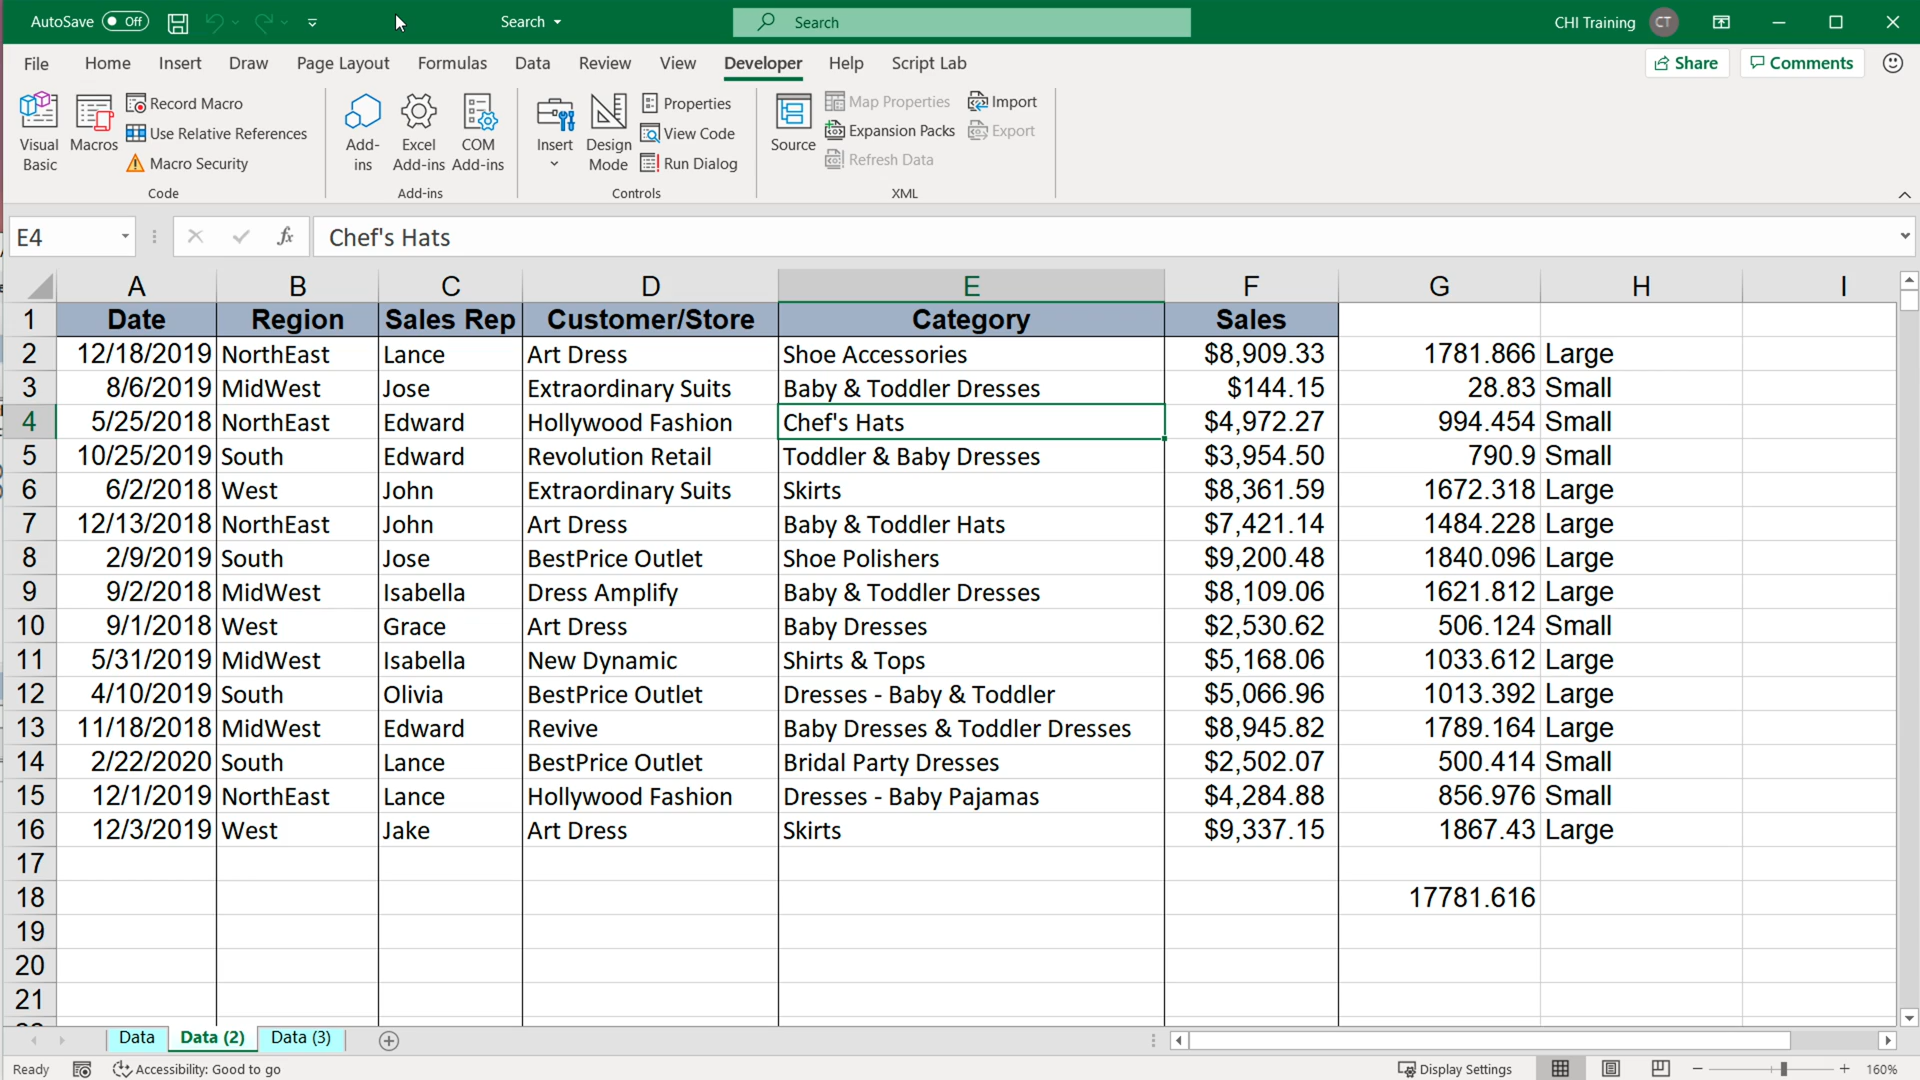 AutoSave Off Search Search CHI Training CT
File Home Insert Draw Page Layout Formulas Data Review View Developer Help Script Lab Share Comments
Visual Basic
Macros
Record Macro
Use Relative References
Macro Security
Code
Add-ins
Excel Add-ins
COM Add-ins
Add-ins
Insert
Design Mode
Properties
View Code
Run Dialog
Controls
Source
Map Properties
Expansion Packs
Refresh Data
Import
Export
XML
E4 fx Chef's Hats
A B C D E F G H I
1 Date Region Sales Rep Customer/Store Category Sales
2 12/18/2019 NorthEast Lance Art Dress Shoe Accessories $8,909.33 1781.866 Large
3 8/6/2019 MidWest Jose Extraordinary Suits Baby & Toddler Dresses $144.15 28.83 Small
4 5/25/2018 NorthEast Edward Hollywood Fashion Chef's Hats $4,972.27 994.454 Small
5 10/25/2019 South Edward Revolution Retail Toddler & Baby Dresses $3,954.50 790.9 Small
6 6/2/2018 West John Extraordinary Suits Skirts $8,361.59 1672.318 Large
7 12/13/2018 NorthEast John Art Dress Baby & Toddler Hats $7,421.14 1484.228 Large
8 2/9/2019 South Jose BestPrice Outlet Shoe Polishers $9,200.48 1840.096 Large
9 9/2/2018 MidWest Isabella Dress Amplify Baby & Toddler Dresses $8,109.06 1621.812 Large
10 9/1/2018 West Grace Art Dress Baby Dresses $2,530.62 506.124 Small
11 5/31/2019 MidWest Isabella New Dynamic Shirts & Tops $5,168.06 1033.612 Large
12 4/10/2019 South Olivia BestPrice Outlet Dresses - Baby & Toddler $5,066.96 1013.392 Large
13 11/18/2018 MidWest Edward Revive Baby Dresses & Toddler Dresses $8,945.82 1789.164 Large
14 2/22/2020 South Lance BestPrice Outlet Bridal Party Dresses $2,502.07 500.414 Small
15 12/1/2019 NorthEast Lance Hollywood Fashion Dresses - Baby Pajamas $4,284.88 856.976 Small
16 12/3/2019 West Jake Art Dress Skirts $9,337.15 1867.43 Large
17
18 17781.616
19
20
21
Data Data (2) Data (3)
Ready Accessibility: Good to go Display Settings 160%